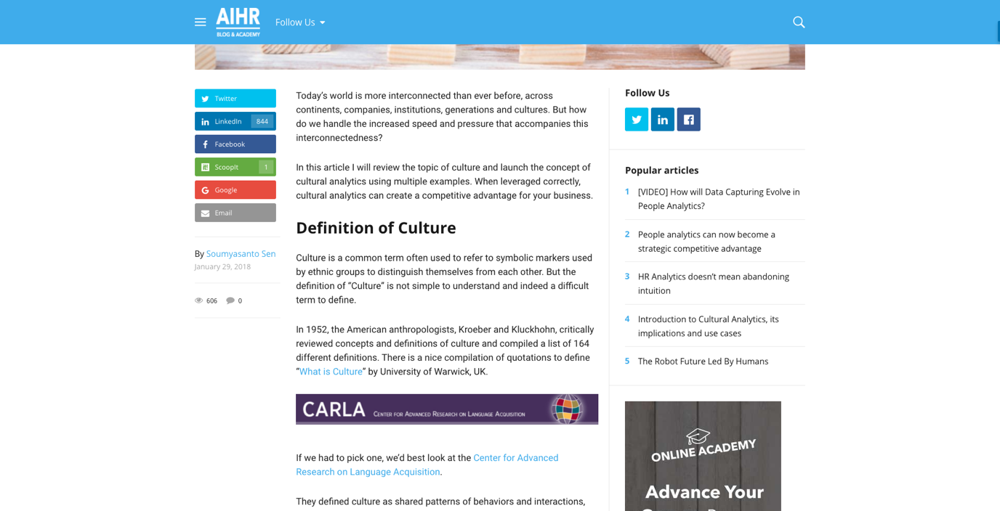 AIHR
BLOG & ACADEMY
Follow Us
Twitter
LinkedIn 844
Facebook
ScoopIt 1
Google
Email
By Soumyasanto Sen
January 29, 2018
606 0
Today’s world is more interconnected than ever before, across
continents, companies, institutions, generations and cultures. But how
do we handle the increased speed and pressure that accompanies this
interconnectedness?
In this article I will review the topic of culture and launch the concept of
cultural analytics using multiple examples. When leveraged correctly,
cultural analytics can create a competitive advantage for your business.
Definition of Culture
Culture is a common term often used to refer to symbolic markers used
by ethnic groups to distinguish themselves from each other. But the
definition of “Culture” is not simple to understand and indeed a difficult
term to define.
In 1952, the American anthropologists, Kroeber and Kluckhohn, critically
reviewed concepts and definitions of culture and compiled a list of 164
different definitions. There is a nice compilation of quotations to define
“What is Culture” by University of Warwick, UK.
CARLA CENTER FOR ADVANCED RESEARCH ON LANGUAGE ACQUISITION
If we had to pick one, we’d best look at the Center for Advanced
Research on Language Acquisition.
They defined culture as shared patterns of behaviors and interactions,
Follow Us
Popular articles
1 [VIDEO] How will Data Capturing Evolve in
People Analytics?
2 People analytics can now become a
strategic competitive advantage
3 HR Analytics doesn’t mean abandoning
intuition
4 Introduction to Cultural Analytics, its
implications and use cases
5 The Robot Future Led By Humans
ONLINE ACADEMY
Advance Your